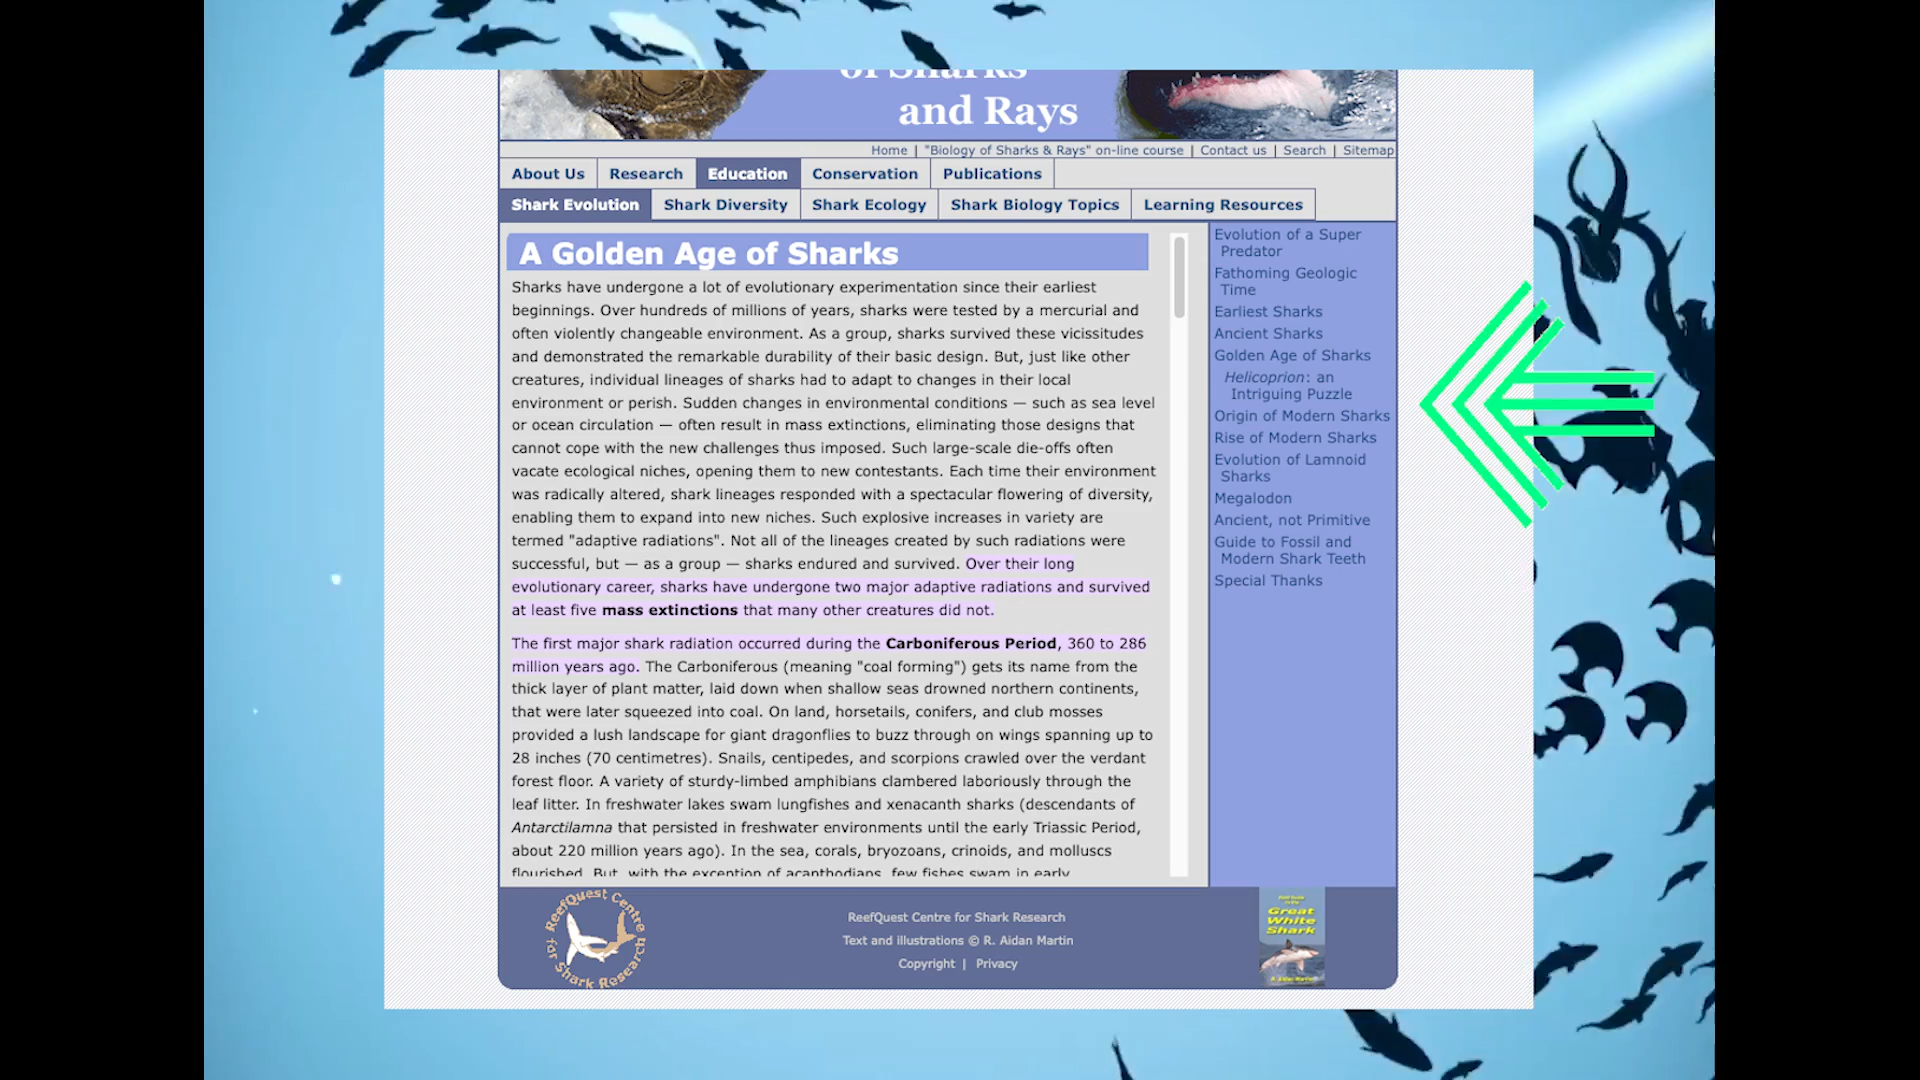 of Sharks
and Rays
Home | "Biology of Sharks & Rays" on-line course | Contact us | Search | Sitemap
About Us Research Education Conservation Publications
Shark Evolution Shark Diversity Shark Ecology Shark Biology Topics Learning Resources
A Golden Age of Sharks
Sharks have undergone a lot of evolutionary experimentation since their earliest
beginnings. Over hundreds of millions of years, sharks were tested by a mercurial and
often violently changeable environment. As a group, sharks survived these vicissitudes
and demonstrated the remarkable durability of their basic design. But, just like other
creatures, individual lineages of sharks had to adapt to changes in their local
environment or perish. Sudden changes in environmental conditions — such as sea level
or ocean circulation — often result in mass extinctions, eliminating those designs that
cannot cope with the new challenges thus imposed. Such large-scale die-offs often
vacate ecological niches, opening them to new contestants. Each time their environment
was radically altered, shark lineages responded with a spectacular flowering of diversity,
enabling them to expand into new niches. Such explosive increases in variety are
termed "adaptive radiations". Not all of the lineages created by such radiations were
successful, but — as a group — sharks endured and survived. Over their long
evolutionary career, sharks have undergone two major adaptive radiations and survived
at least five mass extinctions that many other creatures did not.
The first major shark radiation occurred during the Carboniferous Period, 360 to 286
million years ago. The Carboniferous (meaning "coal forming") gets its name from the
thick layer of plant matter, laid down when shallow seas drowned northern continents,
that were later squeezed into coal. On land, horsetails, conifers, and club mosses
provided a lush landscape for giant dragonflies to buzz through on wings spanning up to
28 inches (70 centimetres). Snails, centipedes, and scorpions crawled over the verdant
forest floor. A variety of sturdy-limbed amphibians clambered laboriously through the
leaf litter. In freshwater lakes swam lungfishes and xenacanth sharks (descendants of
Antarctilamna that persisted in freshwater environments until the early Triassic Period,
about 220 million years ago). In the sea, corals, bryozoans, crinoids, and molluscs
flourished. But, with the exception of acanthodians, few fishes swam in early
Evolution of a Super
Predator
Fathoming Geologic
Time
Earliest Sharks
Ancient Sharks
Golden Age of Sharks
Helicoprion: an
Intriguing Puzzle
Origin of Modern Sharks
Rise of Modern Sharks
Evolution of Lamnoid
Sharks
Megalodon
Ancient, not Primitive
Guide to Fossil and
Modern Shark Teeth
Special Thanks
ReefQuest Centre
for Shark Research
ReefQuest Centre for Shark Research
Text and illustrations © R. Aidan Martin
Copyright | Privacy
Great
White
Shark